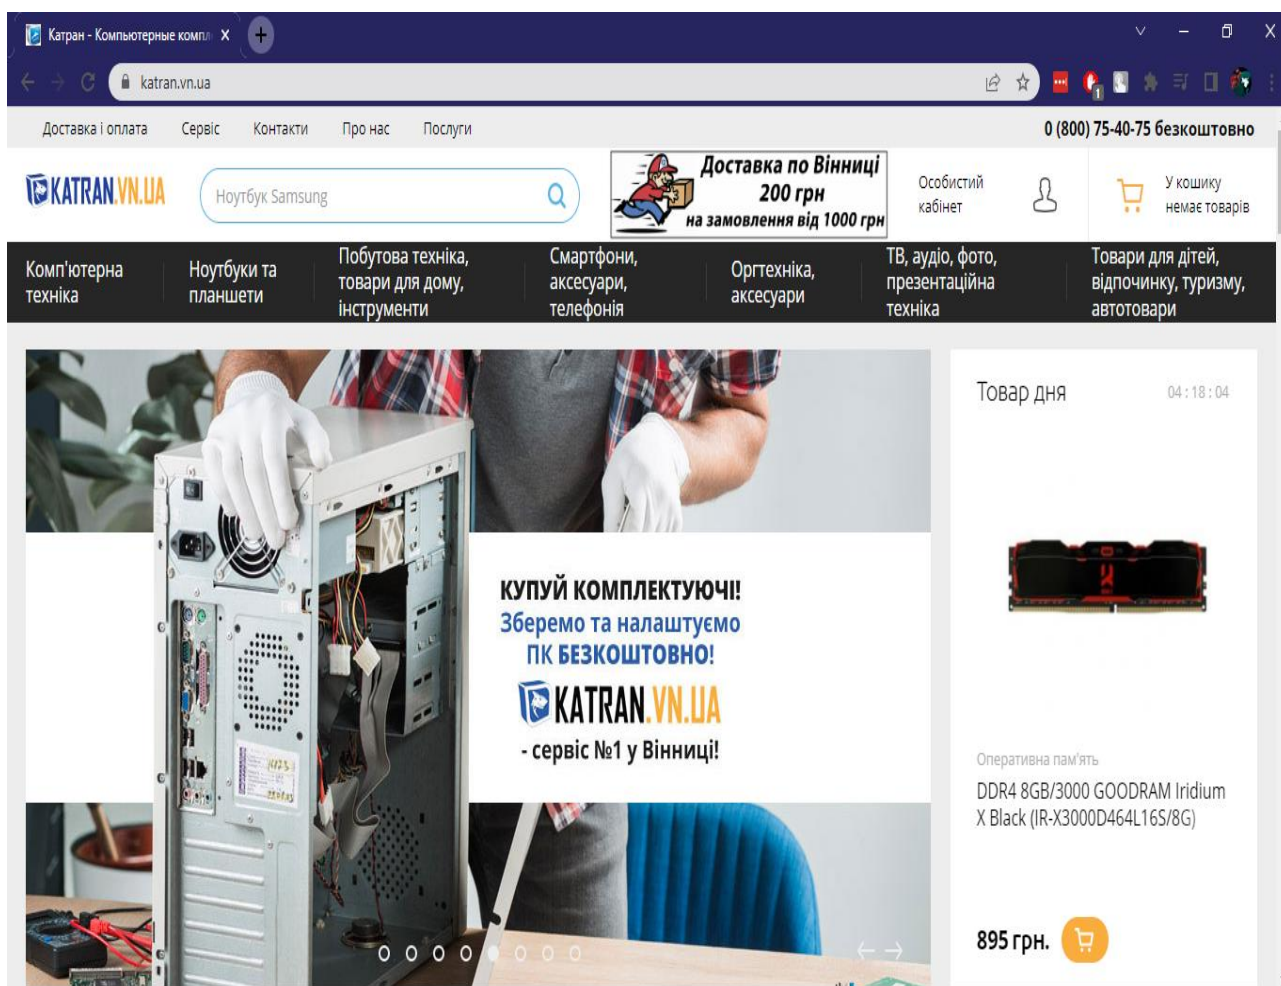 Катран - Компьютерные компл
katran.vn.ua
1
Доставка і оплата
Сервіс
Контакти
Про нас
Послуги
0 (800) 75-40-75 безкоштовно
KATRAN.VN.UA
Ноутбук Samsung
Доставка по Вінниці
200 грн
на замовлення від 1000 грн
Особистий
кабінет
У кошику
немає товарів
Комп'ютерна
техніка
Ноутбуки та
планшети
Побутова техніка,
товари для дому,
інструменти
Смартфони,
аксесуари,
телефонія
Оргтехніка,
аксесуари
ТВ, аудіо, фото,
презентаційна
техніка
Товари для дітей,
відпочинку, туризму,
автотовари
КУПУЙ КОМПЛЕКТУЮЧІ!
Зберемо та налаштуємо
ПК БЕЗКОШТОВНО!
KATRAN.VN.UA
- сервіс №1 у Вінниці!
Товар дня
04 : 18 : 04
Оперативна пам'ять
DDR4 8GB/3000 GOODRAM Iridium
X Black (IR-X3000D464L16S/8G)
895 грн.